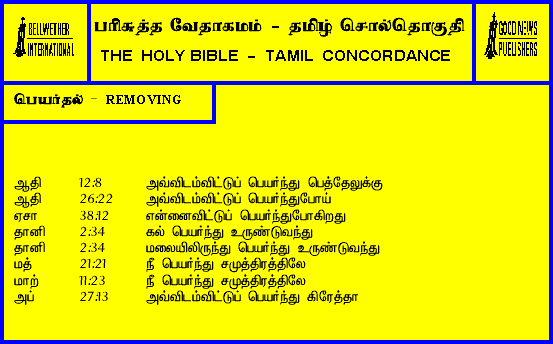 BELLWETHER
INTERNATIONAL
பரிசுத்த வேதாகமம் - தமிழ் சொல்தொகுதி
THE HOLY BIBLE - TAMIL CONCORDANCE
GOOD NEWS
PUBLISHERS
பெயர்தல் - REMOVING
ஆதி 12:8 அவ்விடம்விட்டுப் பெயர்ந்து பெத்தேலுக்கு
ஆதி 26:22 அவ்விடம்விட்டுப் பெயர்ந்துபோய்
ஏசா 38:12 என்னைவிட்டுப் பெயர்ந்துபோகிறது
தானி 2:34 கல் பெயர்ந்து உருண்டுவந்து
தானி 2:34 மலையிலிருந்து பெயர்ந்து உருண்டுவந்து
மத் 21:21 நீ பெயர்ந்து சமுத்திரத்திலே
மாற் 11:23 நீ பெயர்ந்து சமுத்திரத்திலே
அப் 27:13 அவ்விடம்விட்டுப் பெயர்ந்து கிரேத்தா